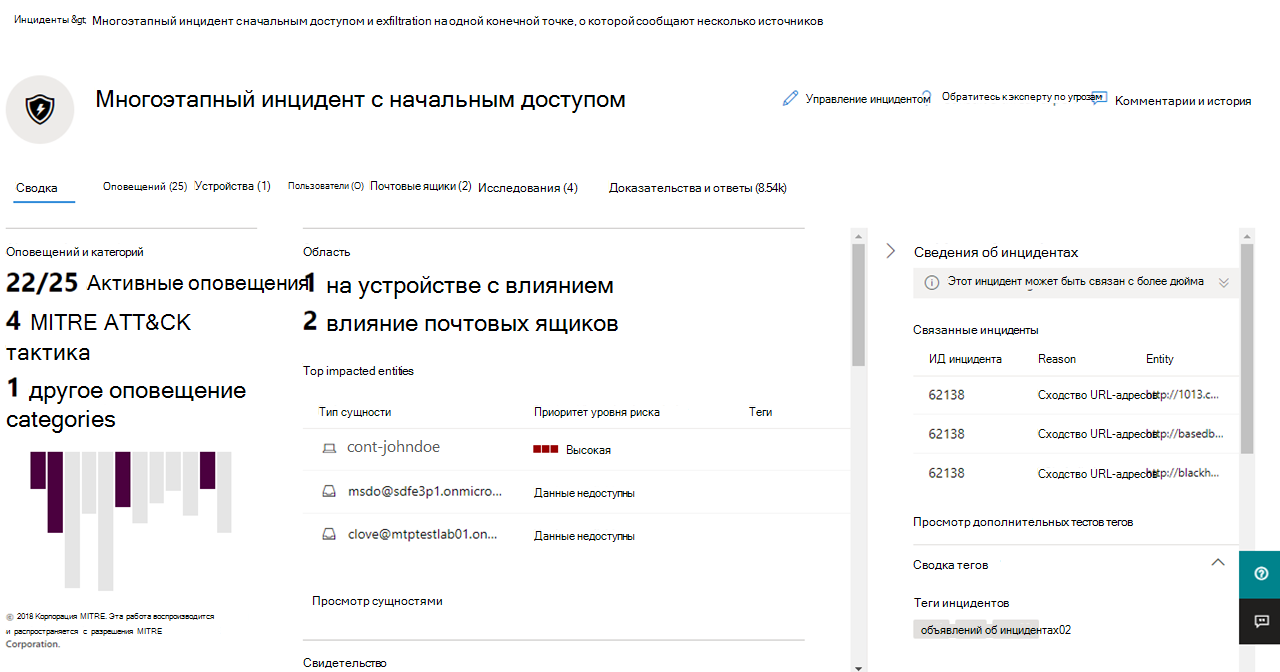 Инциденты &gt; Многоэтапный инцидент с начальным доступом и exfiltration на одной конечной точке, о которой сообщают несколько источников
Многоэтапный инцидент с начальным доступом
Управление инцидентом
Обратитесь к эксперту по угрозам
Комментарии и история
Сводка
Оповещений (25)
Устройства (1)
Пользователи (О)
Почтовые ящики (2)
Исследования (4)
Доказательства и ответы (8.54k)
Оповещений и категорий
22/25 Активные оповещения
4 MITRE ATT&CK
тактика
1 другое оповещение
categories
© 2018 Корпорация MITRE. Эта работа воспроизводится
и распространяется с разрешения MITRE
Corporation.
Область
1 на устройстве с влиянием
2 влияние почтовых ящиков
Top impacted entities
Тип сущности Приоритет уровня риска Теги
cont-johndoe Высокая
msdo@sdfe3p1.onmicro... Данные недоступны
clove@mtptestlab01.on... Данные недоступны
Просмотр сущностями
Свидетельство
Сведения об инцидентах
Этот инцидент может быть связан с более дюйма
Связанные инциденты
ИД инцидента Reason Entity
62138 Сходство URL-адресов http://1013.c...
62138 Сходство URL-адресов http://basedb...
62138 Сходство URL-адресов http://blackh...
Просмотр дополнительных тестов тегов
Сводка тегов
Теги инцидентов
объявлений об инцидентах02